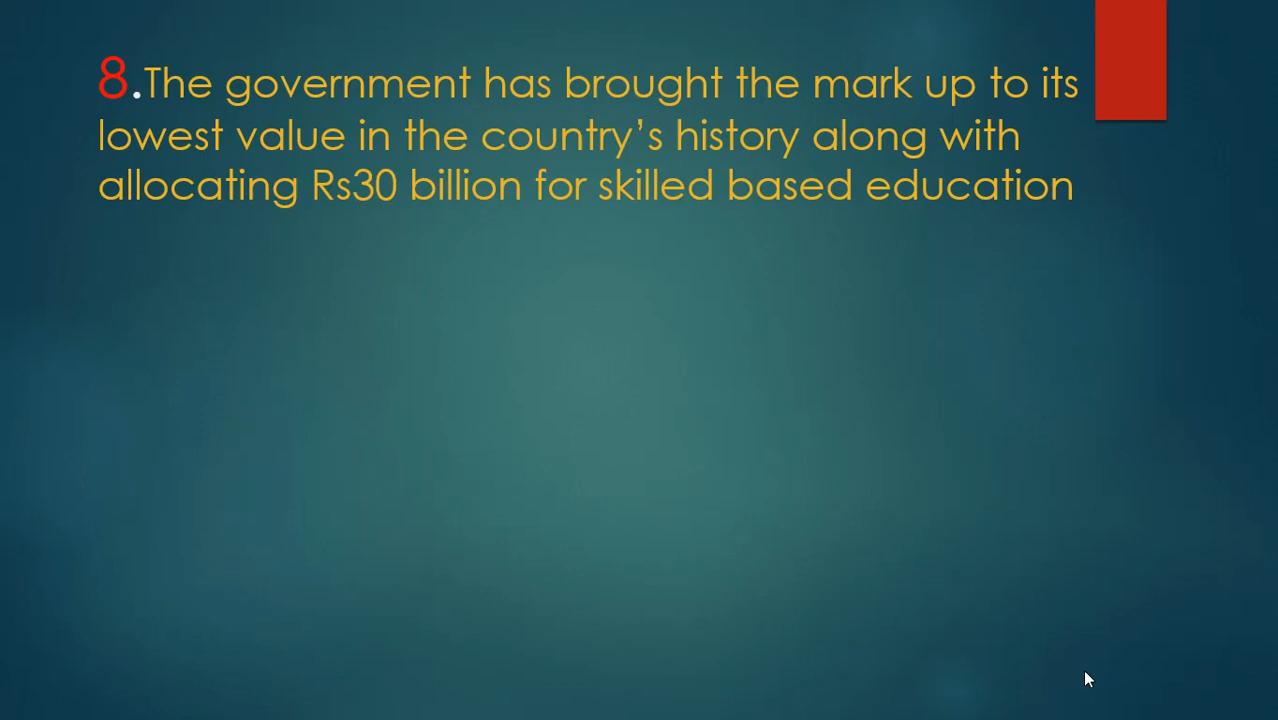 8.The government has brought the mark up to its
lowest value in the country’s history along with
allocating Rs30 billion for skilled based education